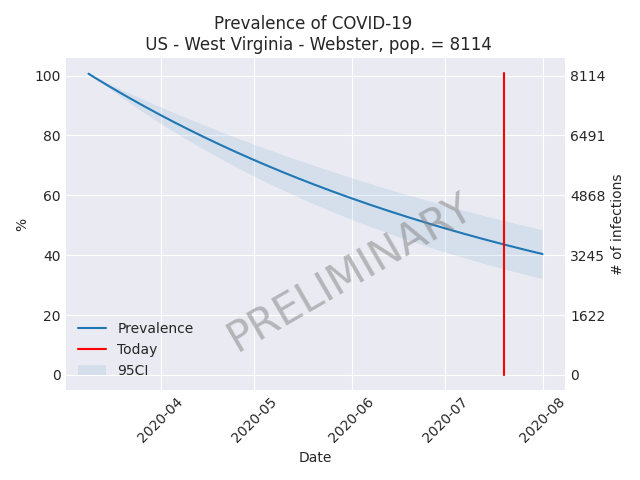 Prevalence of COVID-19
US - West Virginia - Webster, pop. = 8114
100
80
60
40
20
0
%
8114
6491
4868
3245
1622
0
# of infections
PRELIMINARY
Prevalence
Today
95CI
2020-04
2020-05
2020-06
2020-07
2020-08
Date